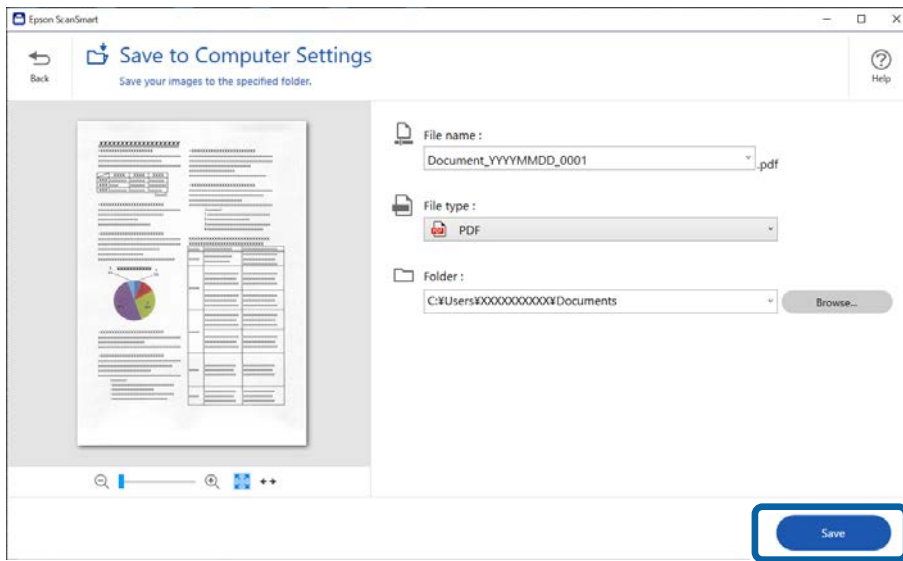 Epson ScanSmart
Back
Save to Computer Settings
Save your images to the specified folder.
Help
File name :
Document_YYYYMMDD_0001
.pdf
File type :
PDF
Folder :
C:¥Users¥XXXXXXXXXXX¥Documents
Browse...
Save